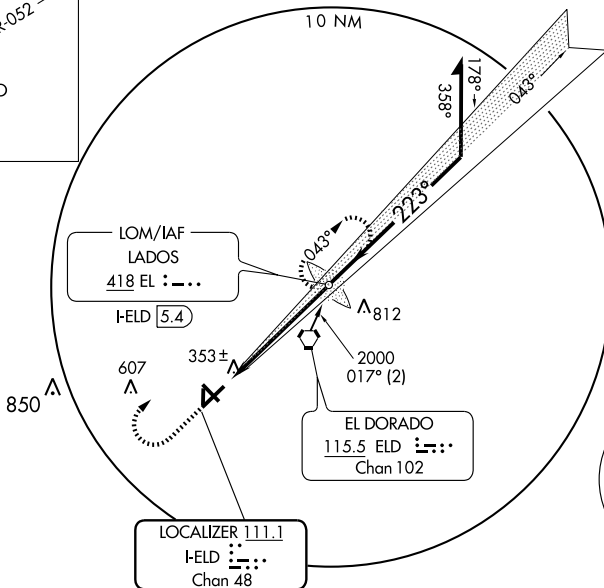 R-052
10 NM
178°
358°
043°
223°
LOM/IAF
LADOS
418 EL
I-ELD 5.4
043°
812
353±
607
850
2000
017° (2)
EL DORADO
115.5 ELD
Chan 102
LOCALIZER 111.1
I-ELD
Chan 48